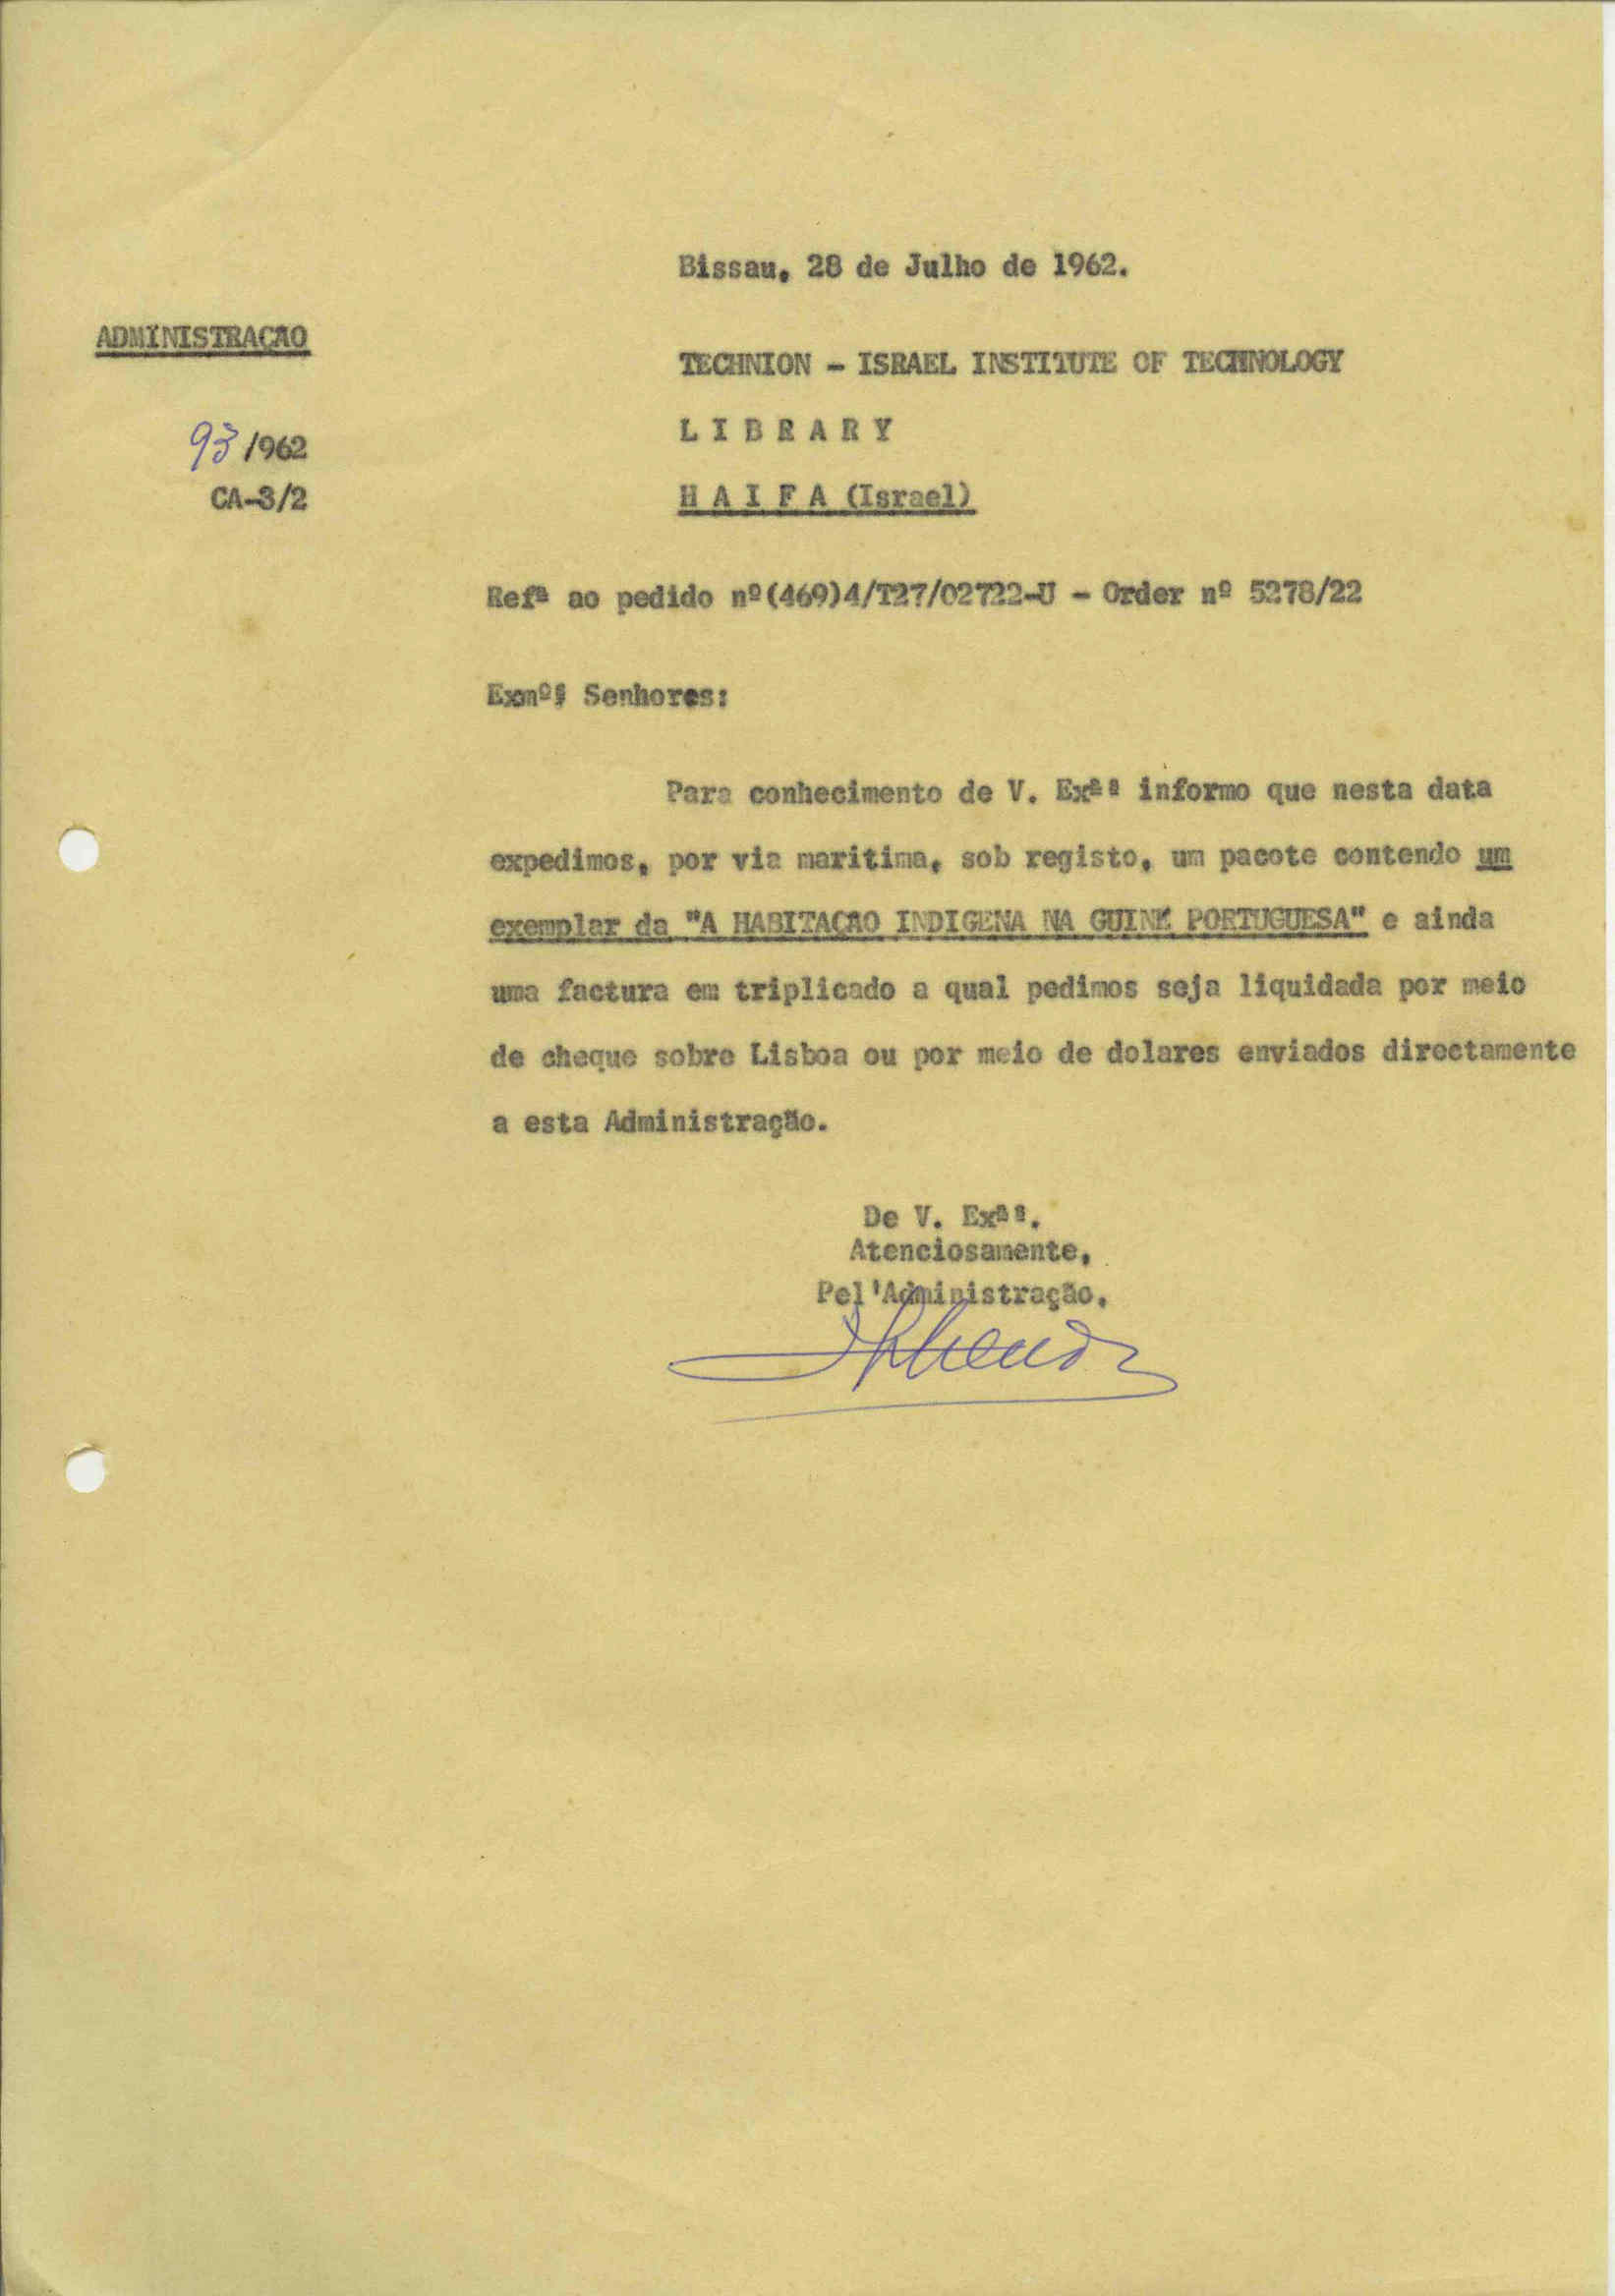 Bissau, 28 de Julho de 1962.
ADMINISTRAÇÃO
TECHNION - ISRAEL INSTITUTE OF TECHNOLOGY
L I B R A R Y
93/962
CA-3/2
H A I F A (Israel)
Refª ao pedido nº(469)4/T27/02722-U - Order nº 5278/22
Exmºs Senhores:
Para conhecimento de V. Exªs informo que nesta data
expedimos, por via maritima, sob registo, um pacote contendo um
exemplar da "A HABITAÇÃO INDIGENA NA GUINÉ PORTUGUESA" e ainda
uma factura em triplicado a qual pedimos seja liquidada por meio
de cheque sobre Lisboa ou por meio de dolares enviados directamente
a esta Administração.
De V. Exªs.
Atenciosamente,
Pel'Administração,